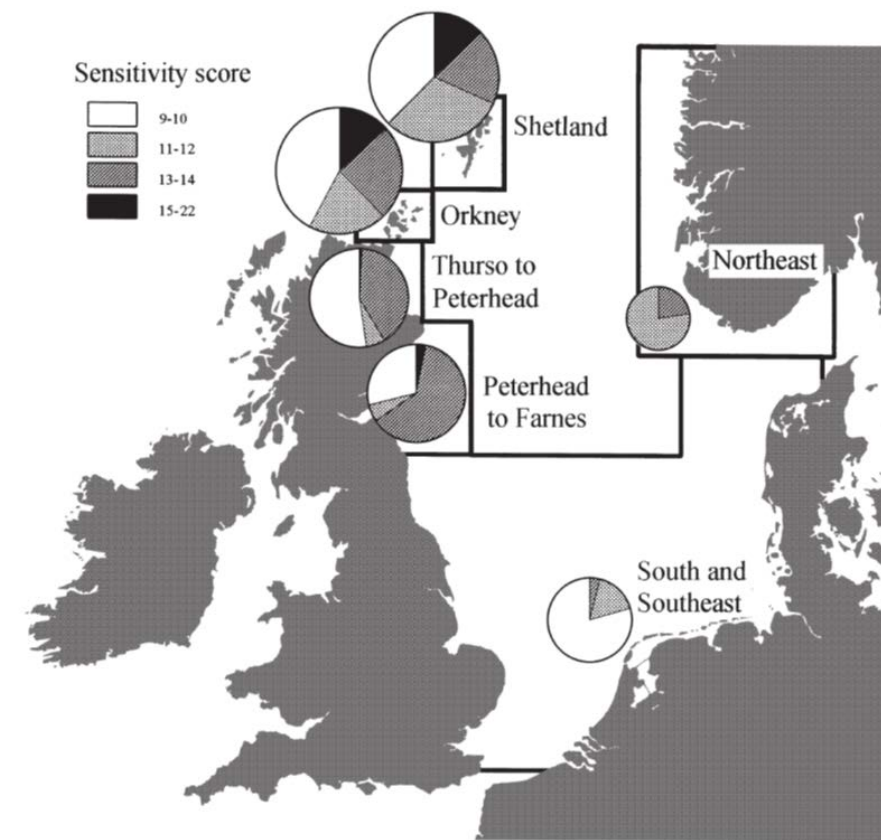 Sensitivity score
9-10
11-12
13-14
15-22
Shetland
Orkney
Thurso to
Peterhead
Northeast
Peterhead
to Farnes
South and
Southeast